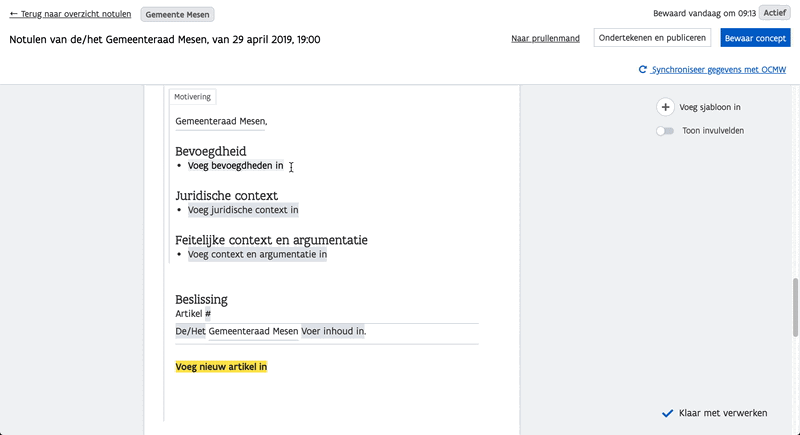 ← Terug naar overzicht notulen
Gemeente Mesen
Bewaard vandaag om 09:13
Actief
Notulen van de/het Gemeenteraad Mesen, van 29 april 2019, 19:00
Naar prullenmand
Ondertekenen en publiceren
Bewaar concept
Synchroniseer gegevens met OCMW
Motivering
Voeg sjabloon in
Gemeenteraad Mesen,
Toon invulvelden
Bevoegdheid
• Voeg bevoegdheden in
Juridische context
• Voeg juridische context in
Feitelijke context en argumentatie
• Voeg context en argumentatie in
Beslissing
Artikel #
De/Het Gemeenteraad Mesen Voer inhoud in.
Voeg nieuw artikel in
Klaar met verwerken